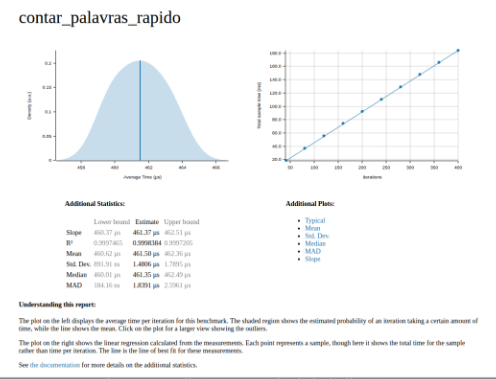 contar_palavras_rapido
Density (a.u.)
0.2
0.15
0.1
0.05
0
458
460
462
464
466
Average Time (µs)
Total sample time (ms)
180.0
160.0
140.0
120.0
100.0
80.0
60.0
40.0
20.0
50
100
150
200
250
300
350
400
Iterations
Additional Statistics:
Lower bound Estimate Upper bound
Slope 460.37 µs 461.37 µs 462.51 µs
R² 0.9997465 0.9998384 0.9997205
Mean 460.62 µs 461.50 µs 462.36 µs
Std. Dev. 891.91 ns 1.4806 µs 1.7895 µs
Median 460.01 µs 461.35 µs 462.49 µs
MAD 184.16 ns 1.8391 µs 2.5961 µs
Additional Plots:
Typical
Mean
Std. Dev.
Median
MAD
Slope
Understanding this report:
The plot on the left displays the average time per iteration for this benchmark. The shaded region shows the estimated probability of an iteration taking a certain amount of
time, while the line shows the mean. Click on the plot for a larger view showing the outliers.
The plot on the right shows the linear regression calculated from the measurements. Each point represents a sample, though here it shows the total time for the sample
rather than time per iteration. The line is the line of best fit for these measurements.
See the documentation for more details on the additional statistics.